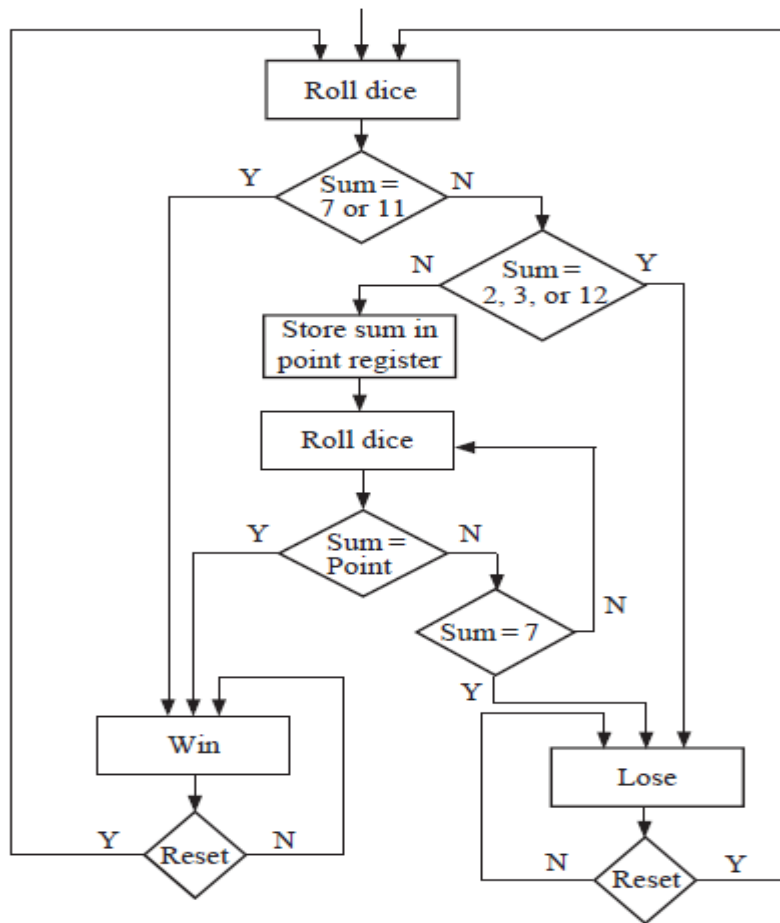 Roll dice
Y
Sum =
7 or 11
N
N
Sum =
2, 3, or 12
Y
Store sum in
point register
Roll dice
Y
Sum =
Point
N
Sum = 7
N
Y
Win
Lose
Y
Reset
N
N
Reset
Y